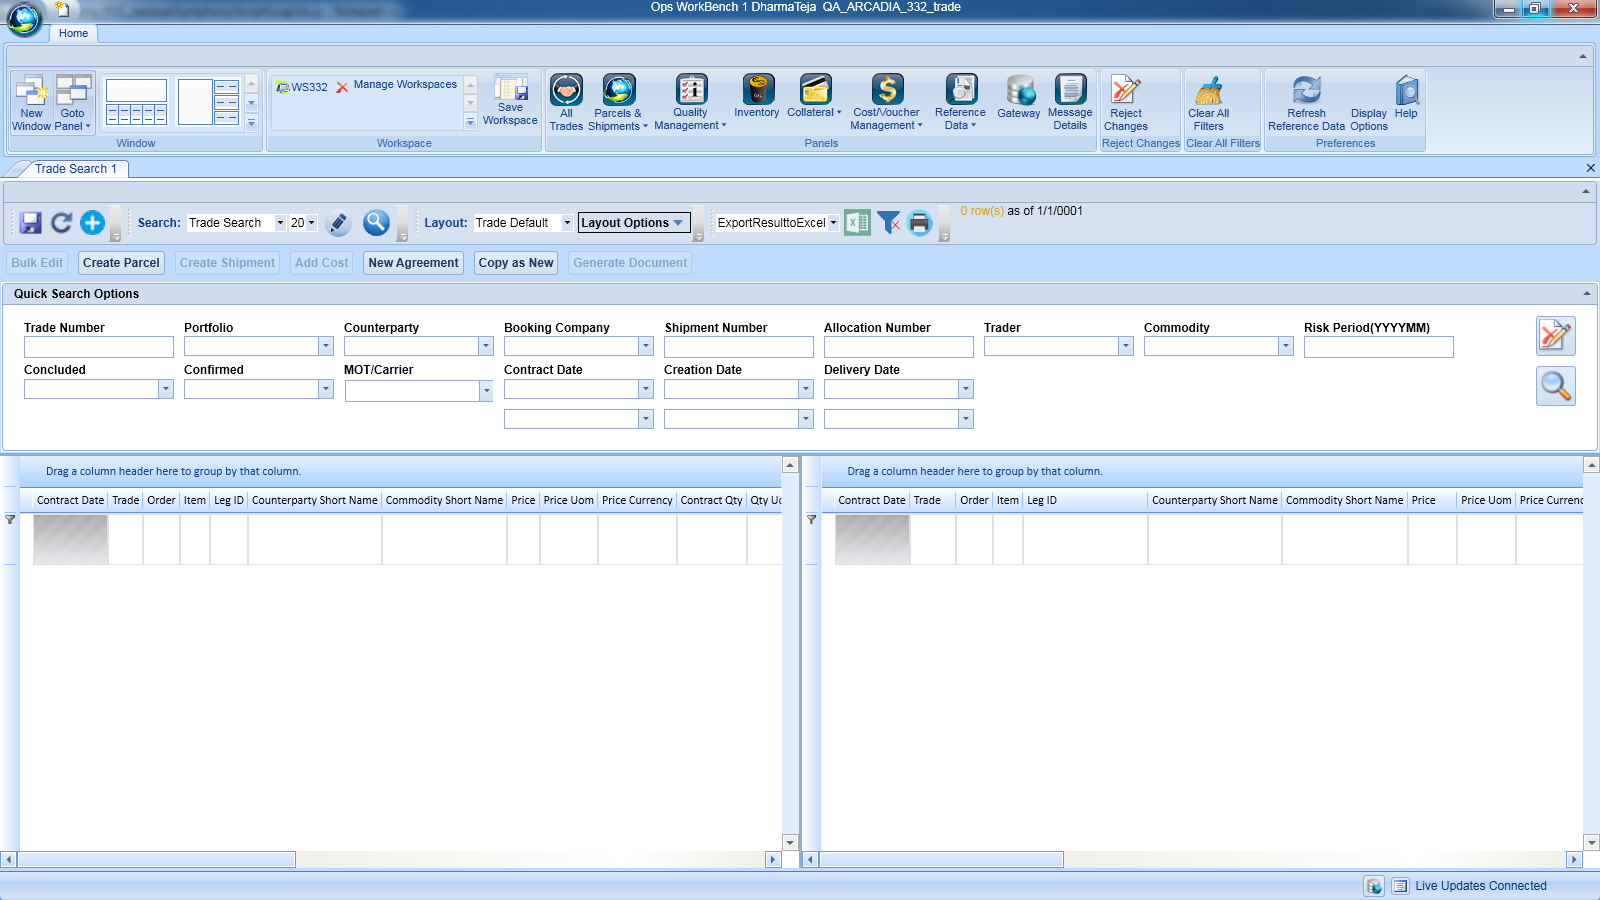 Ops WorkBench 1 DharmaTeja QA_ARCADIA_332_trade
Home
New Window
Goto Panel
Window
WS332
Manage Workspaces
Save Workspace
Workspace
All Trades
Parcels & Shipments
Quality Management
Inventory
Collateral
Cost/Voucher Management
Reference Data
Gateway
Message Details
Panels
Reject Changes
Reject Changes
Clear All Filters
Clear All Filters
Refresh Reference Data
Display Options
Help
Preferences
Trade Search 1
Search: Trade Search 20 Layout: Trade Default Layout Options ExportResulttoExcel 0 row(s) as of 1/1/0001
Bulk Edit Create Parcel Create Shipment Add Cost New Agreement Copy as New Generate Document
Quick Search Options
Trade Number Portfolio Counterparty Booking Company Shipment Number Allocation Number Trader Commodity Risk Period(YYYYMM)
Concluded Confirmed MOT/Carrier Contract Date Creation Date Delivery Date
Drag a column header here to group by that column.
Contract Date Trade Order Item Leg ID Counterparty Short Name Commodity Short Name Price Price Uom Price Currency Contract Qty Qty Uo
Drag a column header here to group by that column.
Contract Date Trade Order Item Leg ID Counterparty Short Name Commodity Short Name Price Price Uom Price Currenc
Live Updates Connected